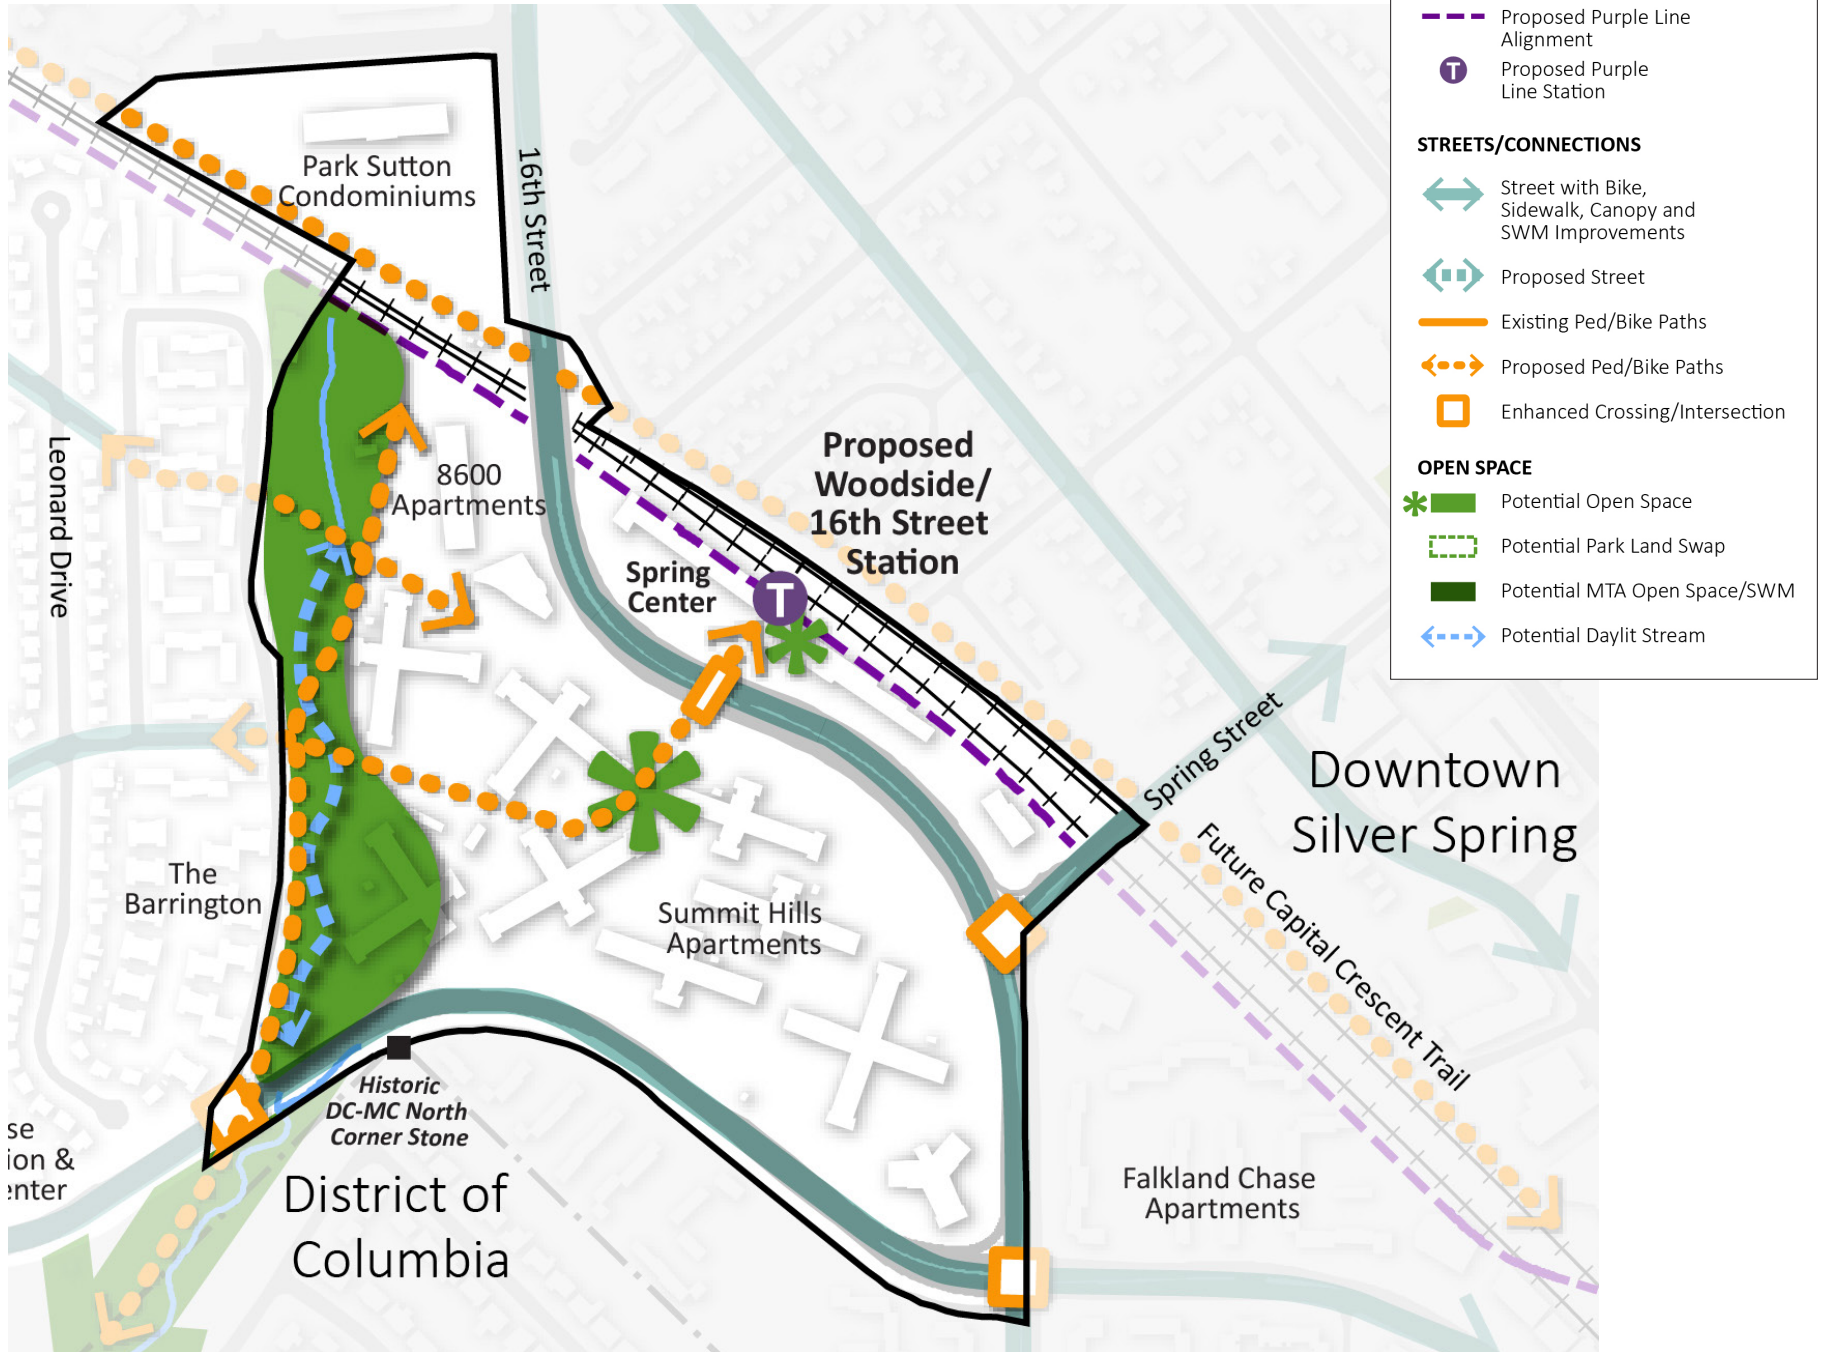 Proposed Purple Line
Alignment
T
Proposed Purple
Line Station
STREETS/CONNECTIONS
Street with Bike,
Sidewalk, Canopy and
SWM Improvements
Proposed Street
Existing Ped/Bike Paths
Proposed Ped/Bike Paths
Enhanced Crossing/Intersection
OPEN SPACE
Potential Open Space
Potential Park Land Swap
Potential MTA Open Space/SWM
Potential Daylit Stream
Park Sutton
Condominiums
16th Street
Leonard Drive
8600
Apartments
Proposed
Woodside/
16th Street
Station
Spring
Center
T
Spring Street
Downtown
Silver Spring
Future Capital Crescent Trail
The
Barrington
Summit Hills
Apartments
Historic
DC-MC North
Corner Stone
District of
Columbia
se
ion &
enter
Falkland Chase
Apartments